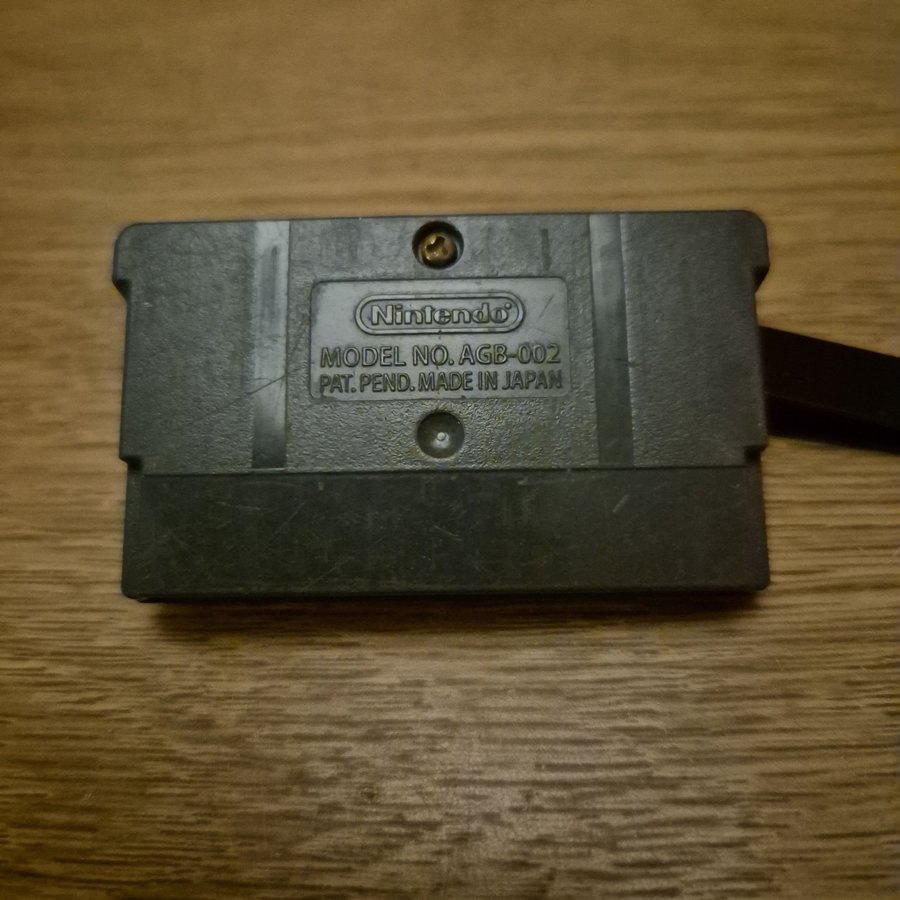 Nintendo
MODEL NO. AGB-002
PAT. PEND. MADE IN JAPAN